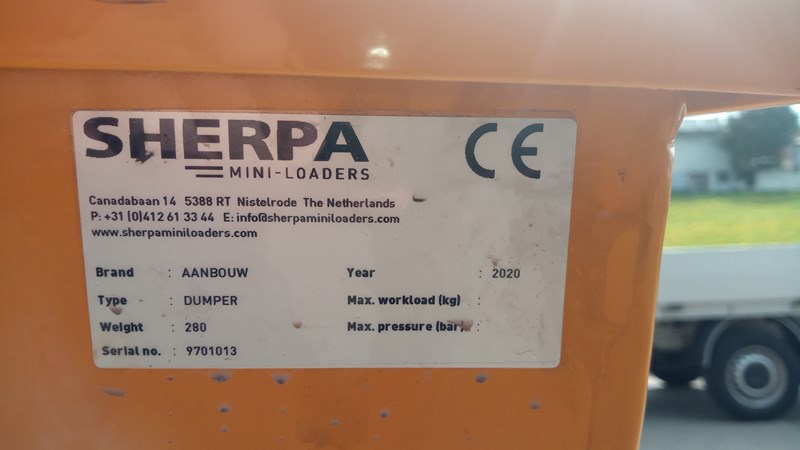 SHERPA
MINI-LOADERS
CE
Canadabaan 14 5388 RT Nistelrode The Netherlands
P: +31 (0)412 61 33 44 E: info@sherpaminiloaders.com
www.sherpaminiloaders.com
Brand : AANBOUW Year : 2020
Type : DUMPER Max. workload (kg) :
Weight : 280 Max. pressure (bar) :
Serial no. : 9701013